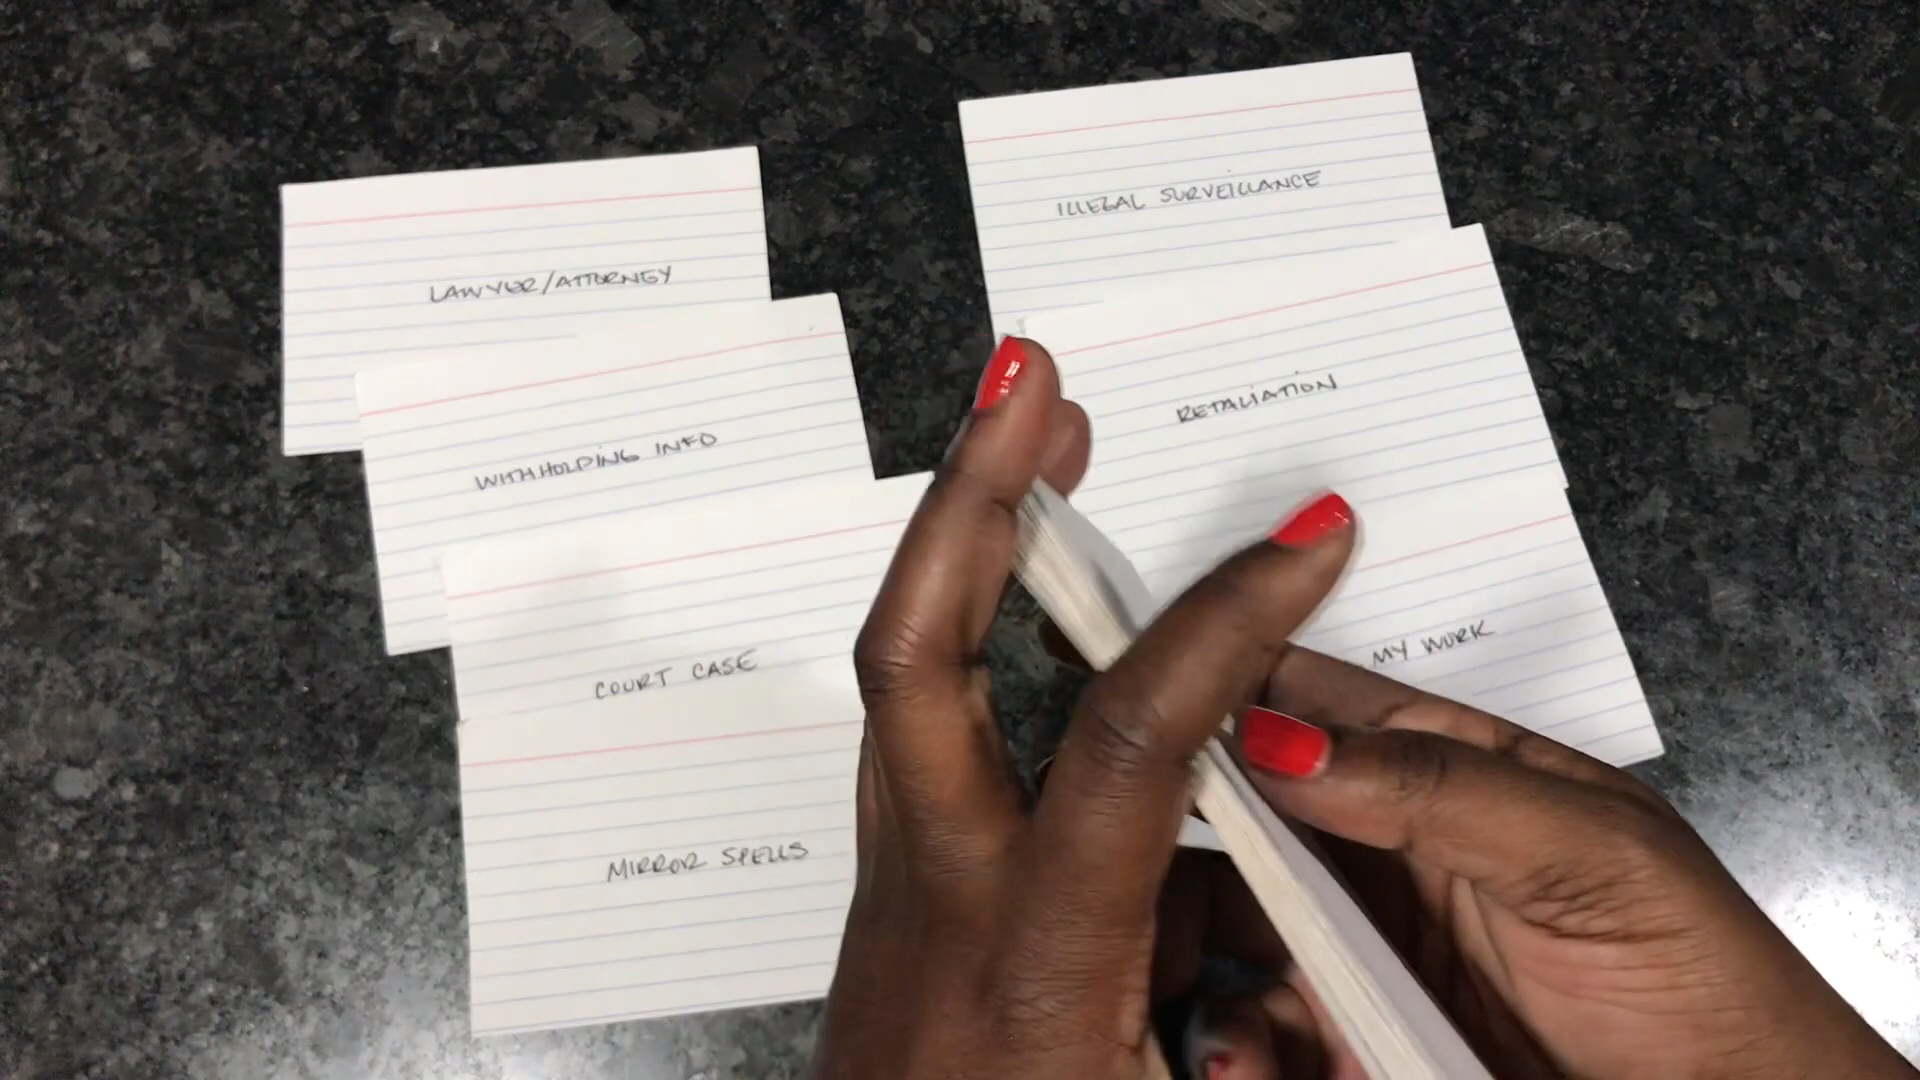 LAWYER/ATTORNEY
WITHHOLDING INFO
COURT CASE
MIRROR SPELLS
ILLEGAL SURVEILLANCE
RETALIATION
MY WORK